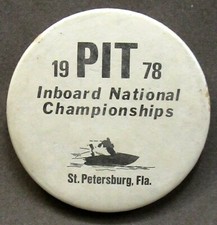 19 PIT 78
Inboard National
Championships
St. Petersburg, Fla.